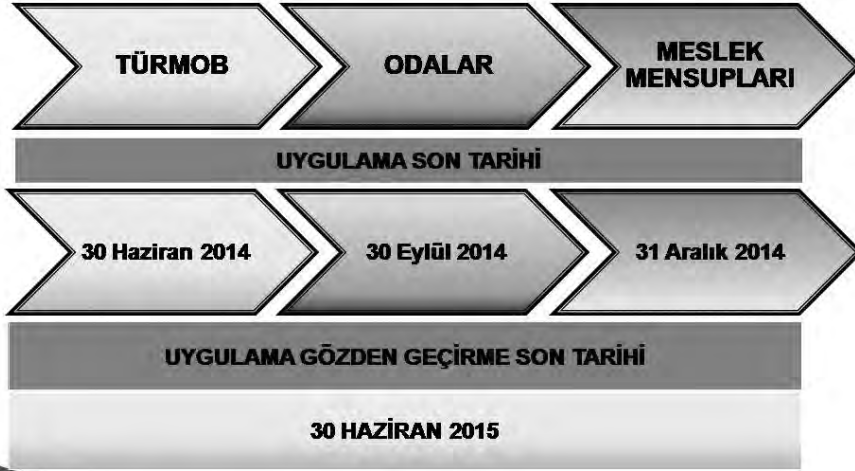 TÜRMOB
ODALAR
MESLEK
MENSUPLARI
UYGULAMA SON TARİHİ
30 Haziran 2014
30 Eylül 2014
31 Aralık 2014
UYGULAMA GÖZDEN GEÇİRME SON TARİHİ
30 HAZİRAN 2015